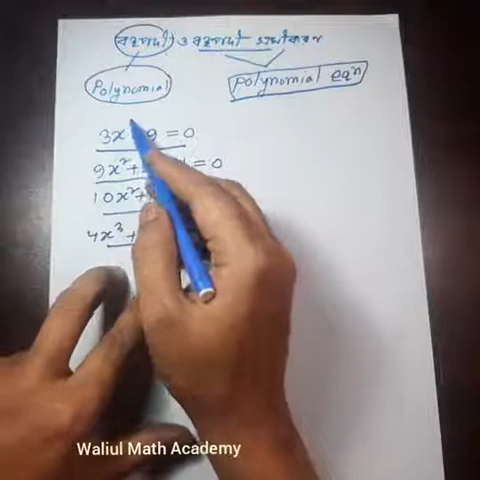 বহুপদী ও বহুপদী সমীকরণ
Polynomial
Polynomial eqn
3x 9 = 0
9x² + = 0
10x² +
4x³ +
Waliul Math Academy